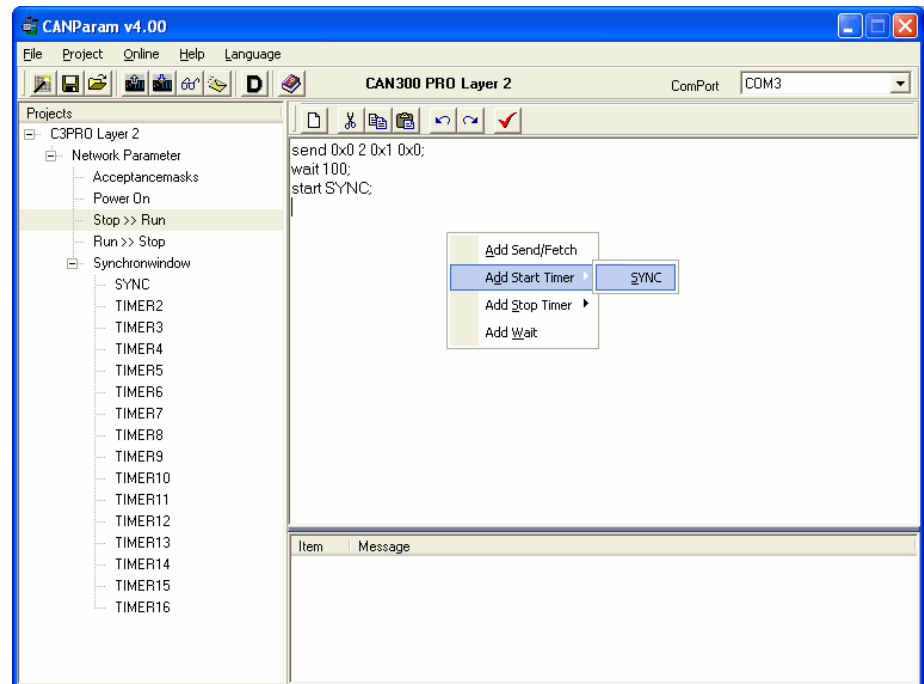 CANParam v4.00
File Project Online Help Language
D CAN300 PRO Layer 2 ComPort COM3
Projects
C3PRO Layer 2
Network Parameter
Acceptancemasks
Power On
Stop >> Run
Run >> Stop
Synchronwindow
SYNC
TIMER2
TIMER3
TIMER4
TIMER5
TIMER6
TIMER7
TIMER8
TIMER9
TIMER10
TIMER11
TIMER12
TIMER13
TIMER14
TIMER15
TIMER16
send 0x0 2 0x1 0x0;
wait 100;
start SYNC;
Add Send/Fetch
Add Start Timer SYNC
Add Stop Timer
Add Wait
Item Message